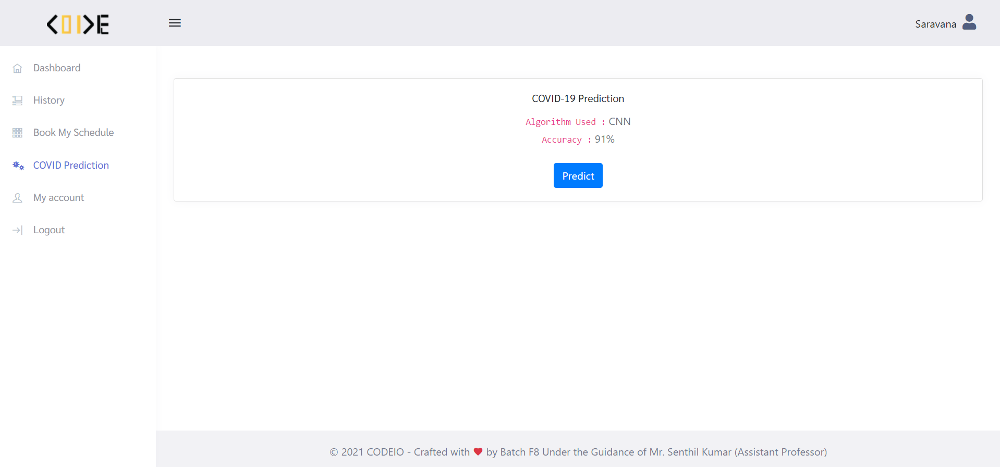 Saravana
Dashboard
History
Book My Schedule
COVID Prediction
My account
Logout
COVID-19 Prediction
Algorithm Used : CNN
Accuracy : 91%
Predict
© 2021 CODEIO - Crafted with ♥ by Batch F8 Under the Guidance of Mr. Senthil Kumar (Assistant Professor)